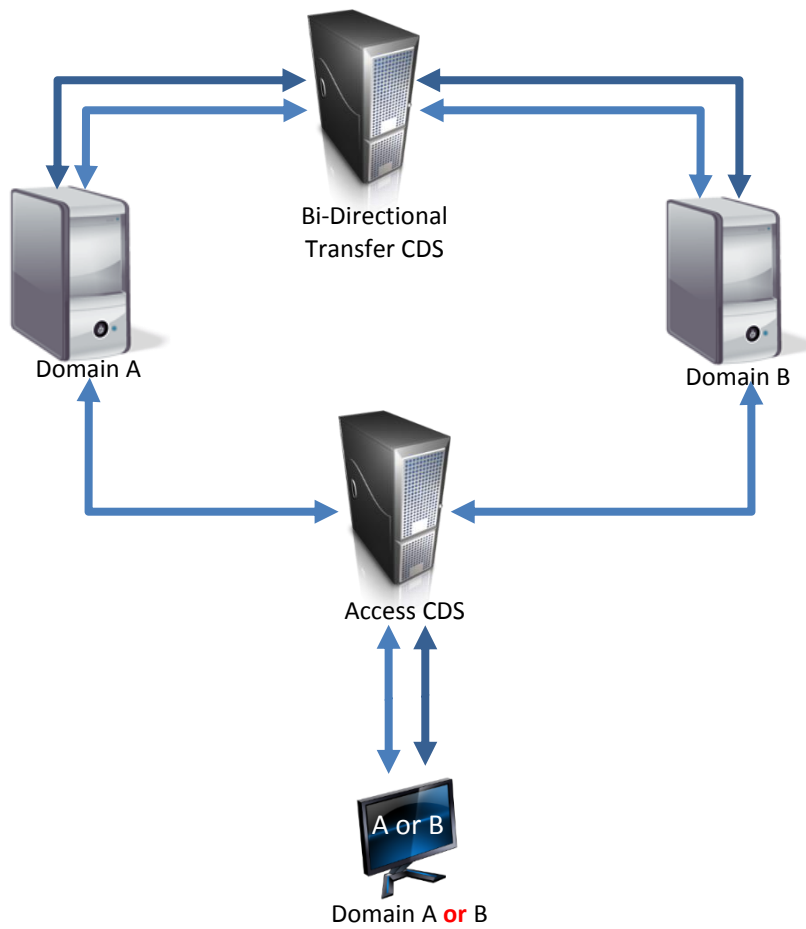 Bi-Directional
Transfer CDS
Domain A
Domain B
Access CDS
A or B
Domain A or B